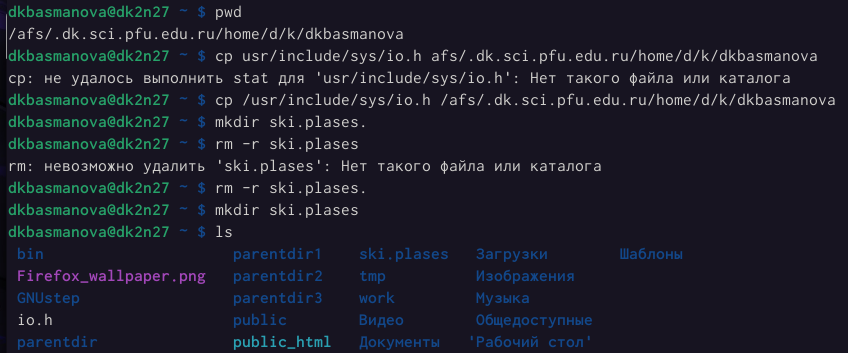 dkbasmanova@dk2n27 ~ $ pwd
/afs/.dk.sci.pfu.edu.ru/home/d/k/dkbasmanova
dkbasmanova@dk2n27 ~ $ cp usr/include/sys/io.h afs/.dk.sci.pfu.edu.ru/home/d/k/dkbasmanova
cp: не удалось выполнить stat для 'usr/include/sys/io.h': Нет такого файла или каталога
dkbasmanova@dk2n27 ~ $ cp /usr/include/sys/io.h /afs/.dk.sci.pfu.edu.ru/home/d/k/dkbasmanova
dkbasmanova@dk2n27 ~ $ mkdir ski.plases.
dkbasmanova@dk2n27 ~ $ rm -r ski.plases
rm: невозможно удалить 'ski.plases': Нет такого файла или каталога
dkbasmanova@dk2n27 ~ $ rm -r ski.plases.
dkbasmanova@dk2n27 ~ $ mkdir ski.plases
dkbasmanova@dk2n27 ~ $ ls
bin parentdir1 ski.plases Загрузки Шаблоны
Firefox_wallpaper.png parentdir2 tmp Изображения
GNUstep parentdir3 work Музыка
io.h public Видео Общедоступные
parentdir public_html Документы 'Рабочий стол'